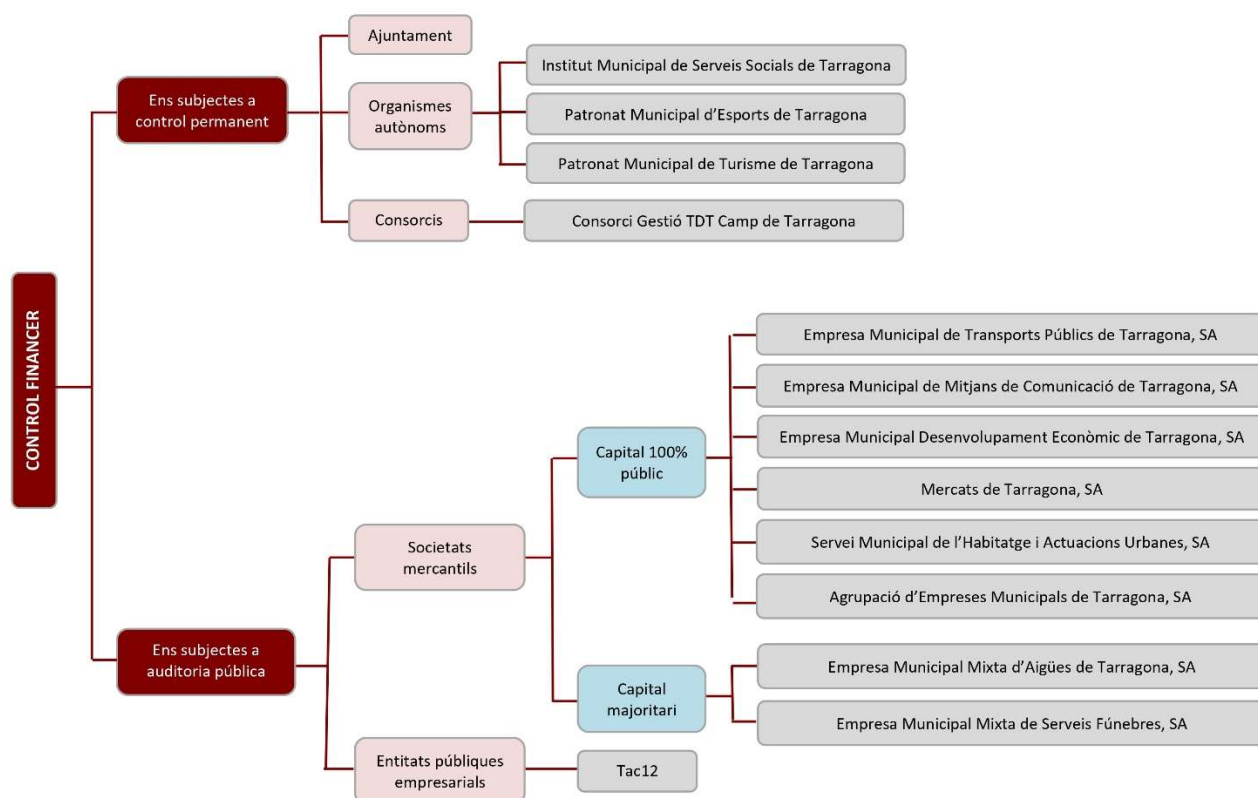 CONTROL FINANCER
Ens subjectes a
control permanent
Ajuntament
Organismes
autònoms
Institut Municipal de Serveis Socials de Tarragona
Patronat Municipal d'Esports de Tarragona
Patronat Municipal de Turisme de Tarragona
Consorcis
Consorci Gestió TDT Camp de Tarragona
Ens subjectes a
auditoria pública
Societats
mercantils
Capital 100%
públic
Empresa Municipal de Transports Públics de Tarragona, SA
Empresa Municipal de Mitjans de Comunicació de Tarragona, SA
Empresa Municipal Desenvolupament Econòmic de Tarragona, SA
Mercats de Tarragona, SA
Servei Municipal de l'Habitatge i Actuacions Urbanes, SA
Agrupació d'Empreses Municipals de Tarragona, SA
Capital
majoritari
Empresa Municipal Mixta d'Aigües de Tarragona, SA
Empresa Municipal Mixta de Serveis Fúnebres, SA
Entitats públiques
empresarials
Tac12